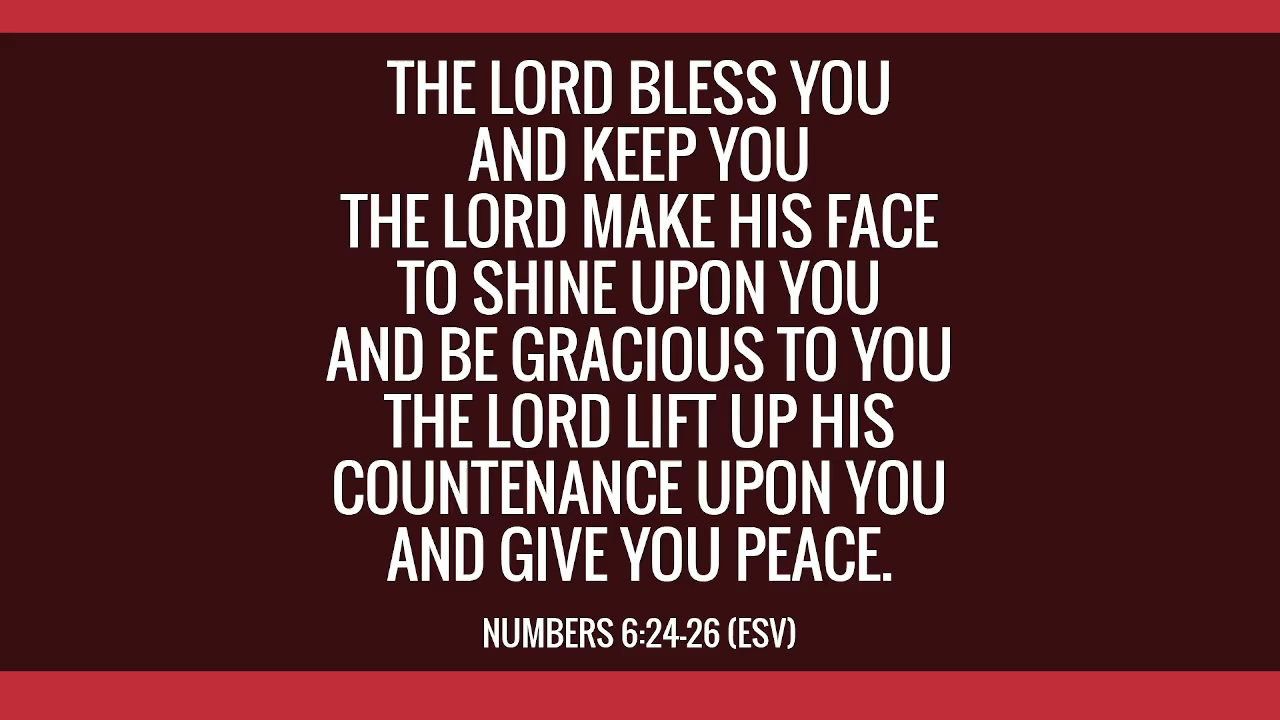 THE LORD BLESS YOU
AND KEEP YOU
THE LORD MAKE HIS FACE
TO SHINE UPON YOU
AND BE GRACIOUS TO YOU
THE LORD LIFT UP HIS
COUNTENANCE UPON YOU
AND GIVE YOU PEACE.
NUMBERS 6:24-26 (ESV)